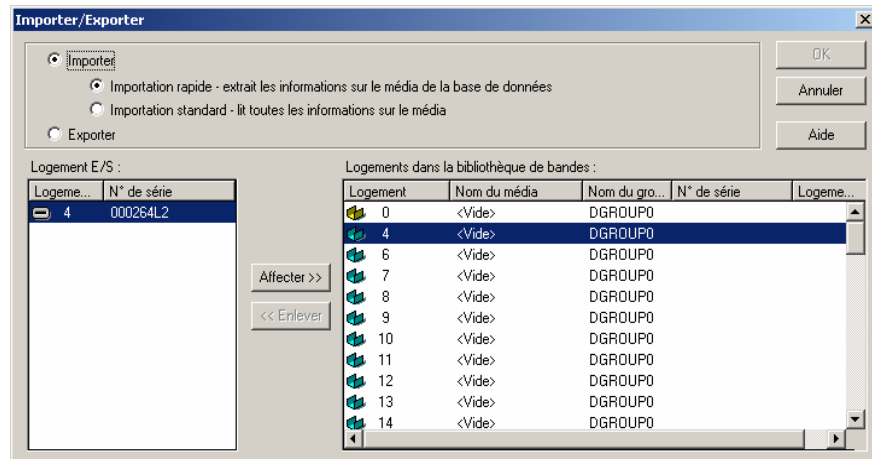 Importer/Exporter
Importer
Importation rapide - extrait les informations sur le média de la base de données
Importation standard - lit toutes les informations sur le média
Exporter
OK
Annuler
Aide
Logement E/S :
Logeme... N° de série
4 000264L2
Affecter >>
<< Enlever
Logements dans la bibliothèque de bandes :
Logement Nom du média Nom du gro... N° de série Logeme...
0 <Vide> DGROUP0
4 <Vide> DGROUP0
6 <Vide> DGROUP0
7 <Vide> DGROUP0
8 <Vide> DGROUP0
9 <Vide> DGROUP0
10 <Vide> DGROUP0
11 <Vide> DGROUP0
12 <Vide> DGROUP0
13 <Vide> DGROUP0
14 <Vide> DGROUP0